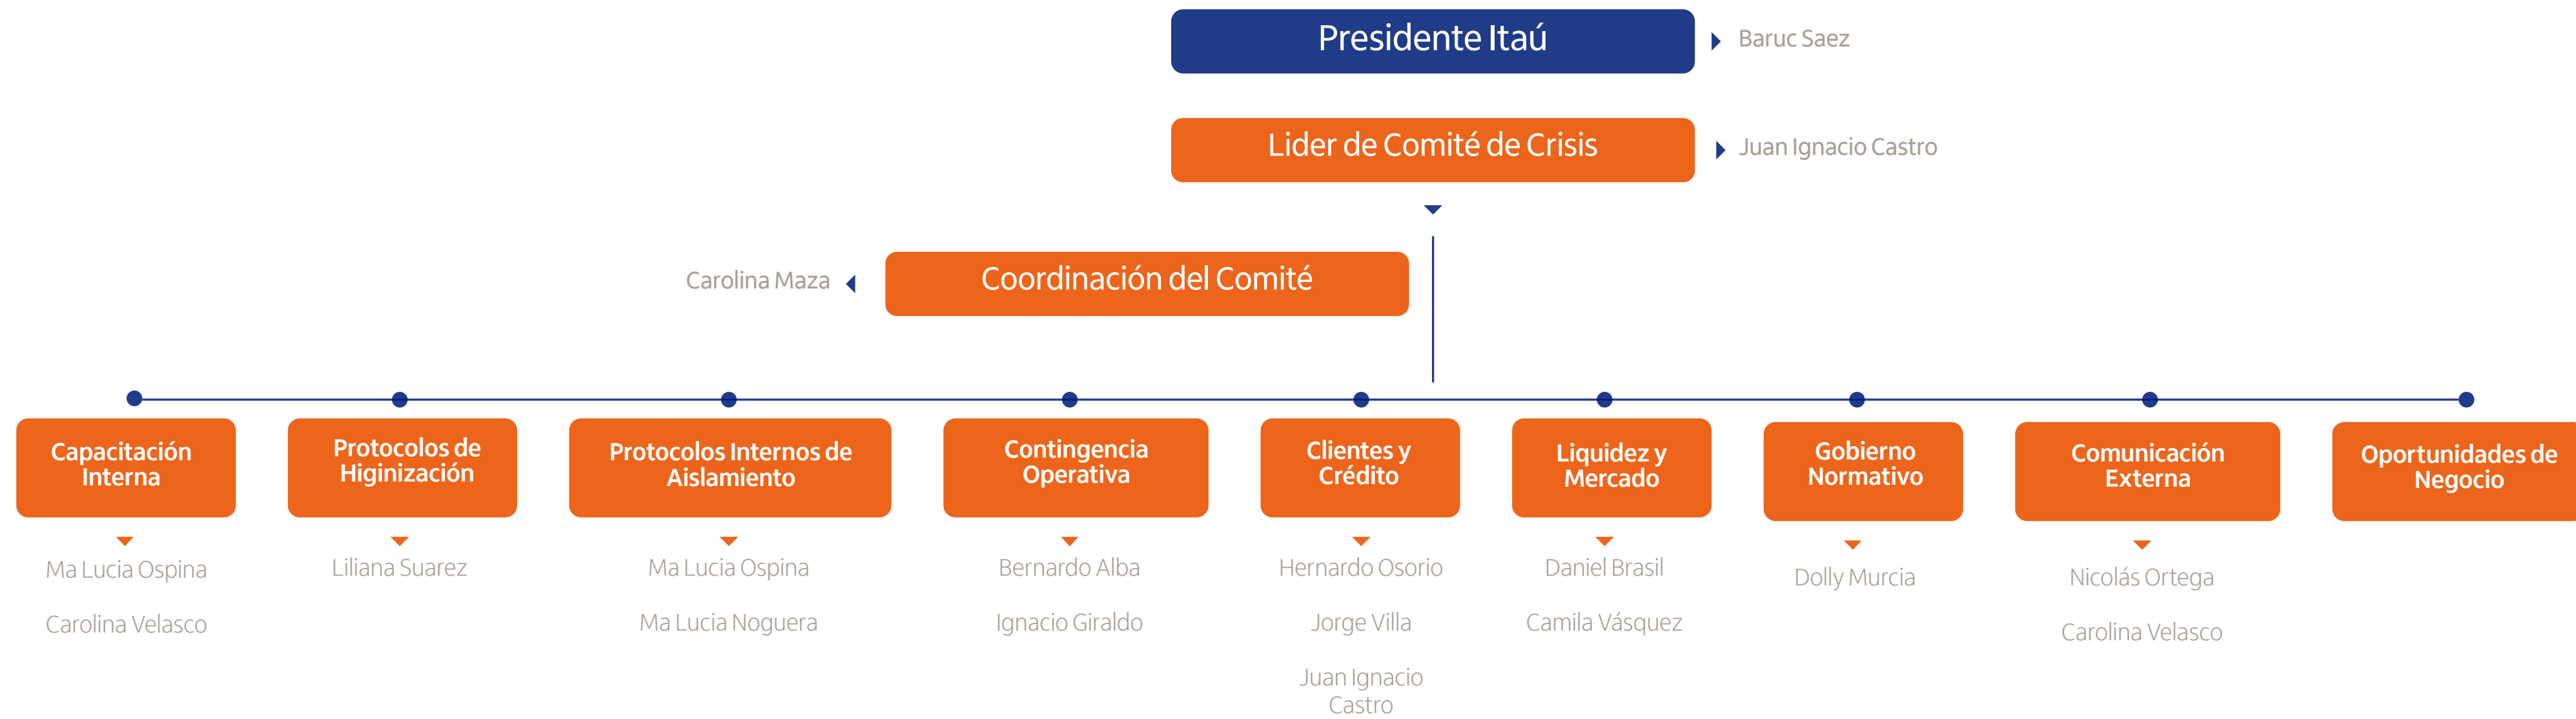 Presidente Itaú
Baruc Saez
Lider de Comité de Crisis
Juan Ignacio Castro
Carolina Maza
Coordinación del Comité
Capacitación
Interna
Ma Lucia Ospina
Carolina Velasco
Protocolos de
Higinización
Liliana Suarez
Protocolos Internos de
Aislamiento
Ma Lucia Ospina
Ma Lucia Noguera
Contingencia
Operativa
Bernardo Alba
Ignacio Giraldo
Clientes y
Crédito
Hernardo Osorio
Jorge Villa
Juan Ignacio
Castro
Liquidez y
Mercado
Daniel Brasil
Camila Vásquez
Gobierno
Normativo
Dolly Murcia
Comunicación
Externa
Nicolás Ortega
Carolina Velasco
Oportunidades de
Negocio